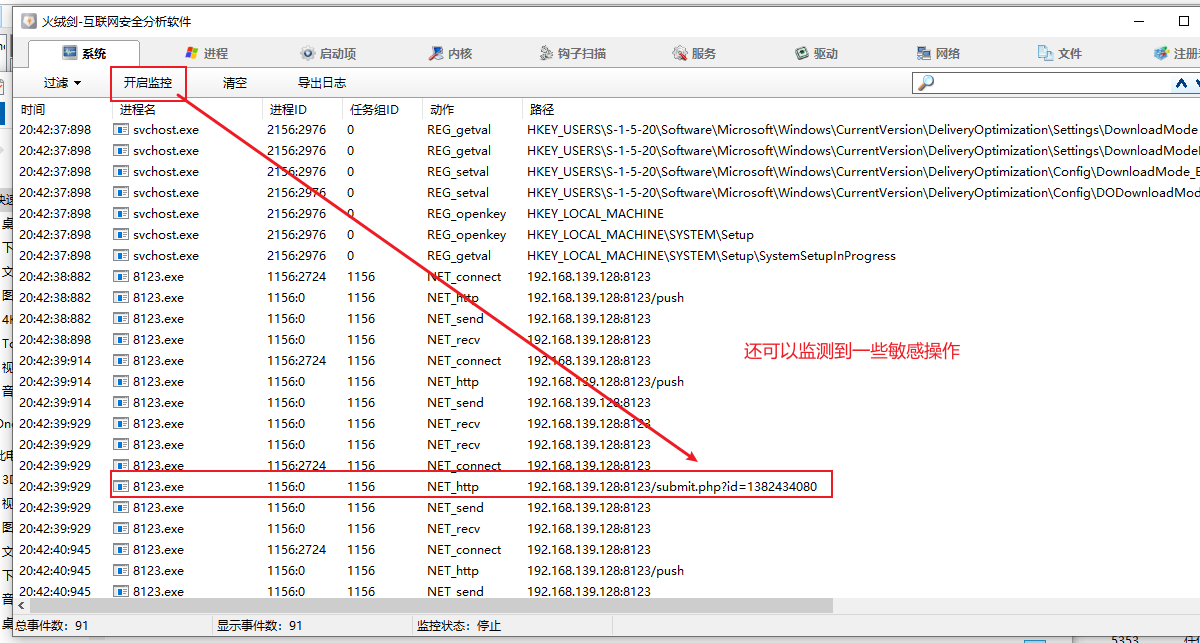 火绒剑-互联网安全分析软件
系统 进程 启动项 内核 钩子扫描 服务 驱动 网络 文件 注册
过滤 开启监控 清空 导出日志
时间 进程名 进程ID 任务组ID 动作 路径
20:42:37:898 svchost.exe 2156:2976 0 REG_getval HKEY_USERS\S-1-5-20\Software\Microsoft\Windows\CurrentVersion\DeliveryOptimization\Settings\DownloadMode
20:42:37:898 svchost.exe 2156:2976 0 REG_getval HKEY_USERS\S-1-5-20\Software\Microsoft\Windows\CurrentVersion\DeliveryOptimization\Settings\DownloadMode
20:42:37:898 svchost.exe 2156:2976 0 REG_setval HKEY_USERS\S-1-5-20\Software\Microsoft\Windows\CurrentVersion\DeliveryOptimization\Config\DownloadMode_B
20:42:37:898 svchost.exe 2156:2976 0 REG_setval HKEY_USERS\S-1-5-20\Software\Microsoft\Windows\CurrentVersion\DeliveryOptimization\Config\DODownloadMod
20:42:37:898 svchost.exe 2156:2976 0 REG_openkey HKEY_LOCAL_MACHINE
20:42:37:898 svchost.exe 2156:2976 0 REG_openkey HKEY_LOCAL_MACHINE\SYSTEM\Setup
20:42:37:898 svchost.exe 2156:2976 0 REG_getval HKEY_LOCAL_MACHINE\SYSTEM\Setup\SystemSetupInProgress
20:42:38:882 8123.exe 1156:2724 1156 NET_connect 192.168.139.128:8123
20:42:38:882 8123.exe 1156:0 1156 NET_http 192.168.139.128:8123/push
20:42:38:882 8123.exe 1156:0 1156 NET_send 192.168.139.128:8123
20:42:38:898 8123.exe 1156:0 1156 NET_recv 192.168.139.128:8123
20:42:39:914 8123.exe 1156:2724 1156 NET_connect 192.168.139.128:8123
还可以监测到一些敏感操作
20:42:39:914 8123.exe 1156:0 1156 NET_http 192.168.139.128:8123/push
20:42:39:914 8123.exe 1156:0 1156 NET_send 192.168.139.128:8123
20:42:39:929 8123.exe 1156:0 1156 NET_recv 192.168.139.128:8123
20:42:39:929 8123.exe 1156:0 1156 NET_recv 192.168.139.128:8123
20:42:39:929 8123.exe 1156:2724 1156 NET_connect 192.168.139.128:8123
20:42:39:929 8123.exe 1156:0 1156 NET_http 192.168.139.128:8123/submit.php?id=1382434080
20:42:39:929 8123.exe 1156:0 1156 NET_send 192.168.139.128:8123
20:42:39:929 8123.exe 1156:0 1156 NET_recv 192.168.139.128:8123
20:42:40:945 8123.exe 1156:2724 1156 NET_connect 192.168.139.128:8123
20:42:40:945 8123.exe 1156:0 1156 NET_http 192.168.139.128:8123/push
20:42:40:945 8123.exe 1156:0 1156 NET_send 192.168.139.128:8123
总事件数: 91 显示事件数: 91 监控状态: 停止
5353